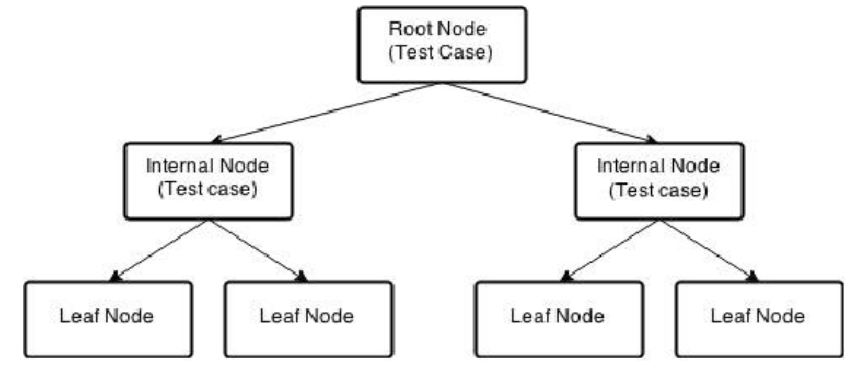 Root Node
(Test Case)
Internal Node
(Test case)
Internal Node
(Test case)
Leaf Node
Leaf Node
Leaf Node
Leaf Node